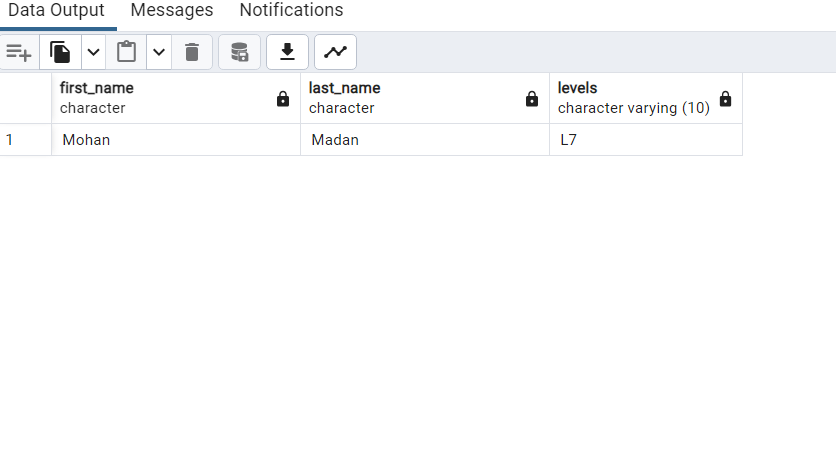 Data Output Messages Notifications
first_name last_name levels
character character character varying (10)
1 Mohan Madan L7